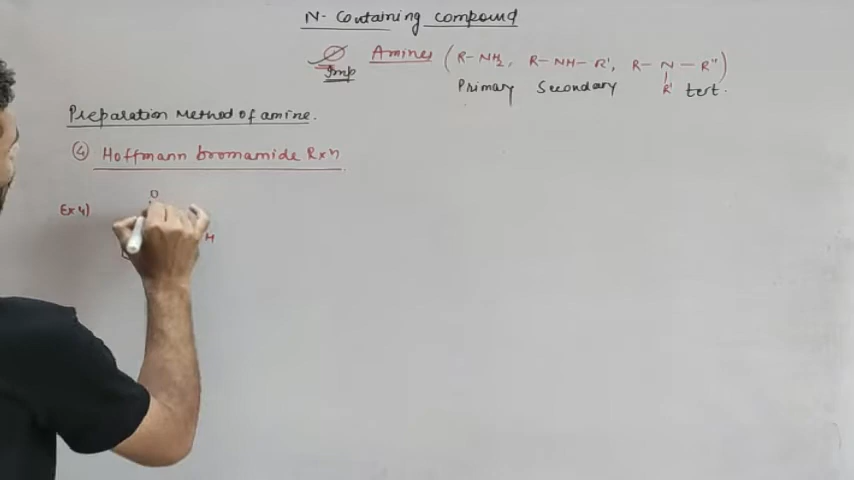 N- Containing compound
Imp Amines (R-NH2, R-NH-R', R-N-R'')
R'
Primary Secondary tert.
Preparation Method of amine.
④ Hoffmann bromamide Rxn
Ex 4)
O
H